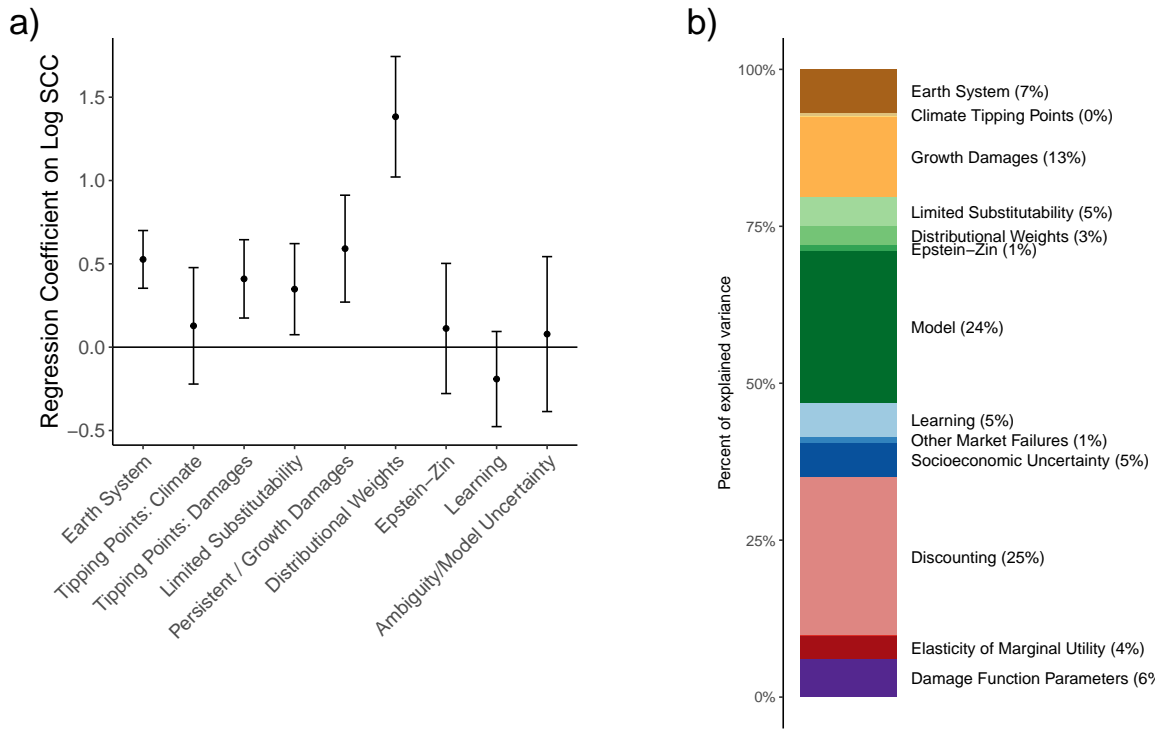 a)
Regression Coefficient on Log SCC
1.5
1.0
0.5
0.0
−0.5
Earth System
Tipping Points: Climate
Tipping Points: Damages
Limited Substitutability
Persistent / Growth Damages
Distributional Weights
Epstein−Zin
Learning
Ambiguity/Model Uncertainty
b)
Percent of explained variance
100%
75%
50%
25%
0%
Earth System (7%)
Climate Tipping Points (0%)
Growth Damages (13%)
Limited Substitutability (5%)
Distributional Weights (3%)
Epstein−Zin (1%)
Model (24%)
Learning (5%)
Other Market Failures (1%)
Socioeconomic Uncertainty (5%)
Discounting (25%)
Elasticity of Marginal Utility (4%)
Damage Function Parameters (6%